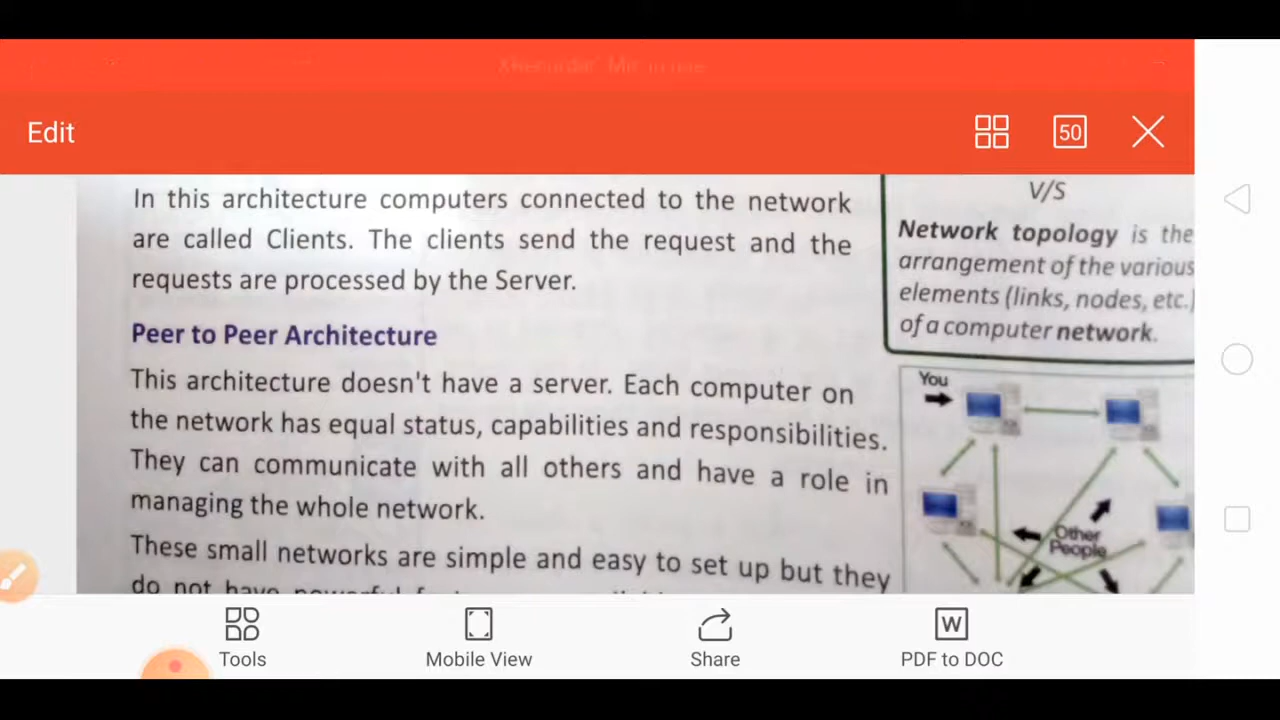 Edit
50
In this architecture computers connected to the network
are called Clients. The clients send the request and the
requests are processed by the Server.
Peer to Peer Architecture
This architecture doesn't have a server. Each computer on
the network has equal status, capabilities and responsibilities.
They can communicate with all others and have a role in
managing the whole network.
These small networks are simple and easy to set up but they
do not have powerful
V/S
Network topology is the
arrangement of the various
elements (links, nodes, etc.)
of a computer network.
You
Other
People
Tools
Mobile View
Share
W
PDF to DOC